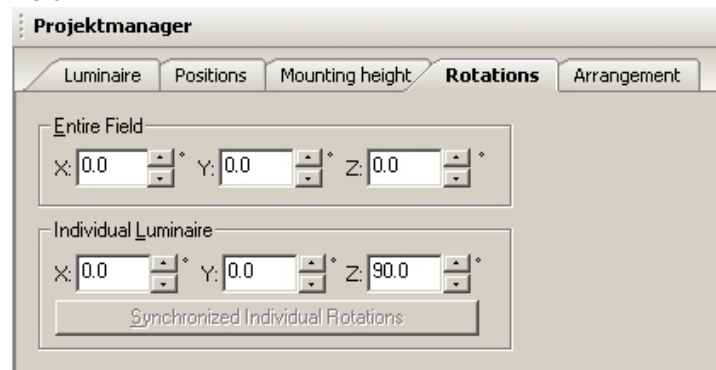 Projektmanager
Luminaire Positions Mounting height Rotations Arrangement
Entire Field
X: 0.0 ° Y: 0.0 ° Z: 0.0 °
Individual Luminaire
X: 0.0 ° Y: 0.0 ° Z: 90.0 °
Synchronized Individual Rotations